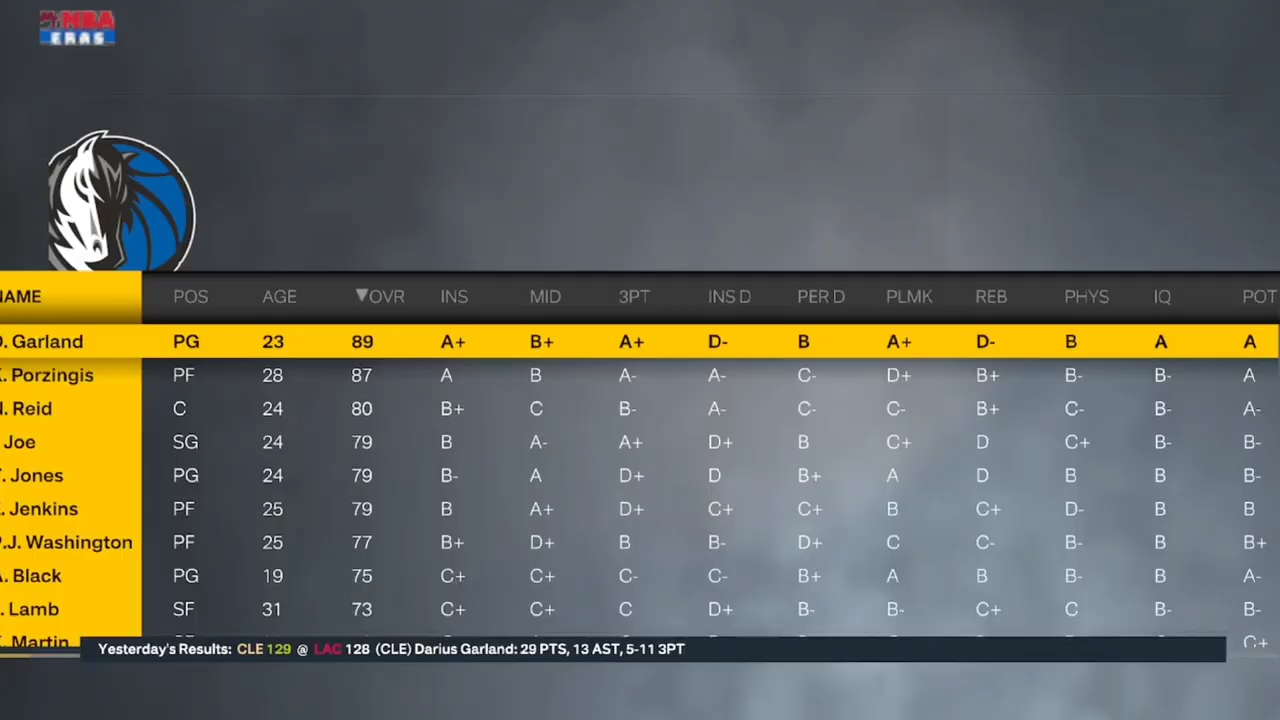 NBA
ERAS
NAME POS AGE ▼OVR INS MID 3PT INS D PER D PLMK REB PHYS IQ POT
D. Garland PG 23 89 A+ B+ A+ D- B A+ D- B A A
K. Porzingis PF 28 87 A B A- A- C- D+ B+ B- B- A
N. Reid C 24 80 B+ C B- A- C- C- B+ C- B- A-
Joe SG 24 79 B A- A+ D+ B C+ D C+ B- B-
T. Jones PG 24 79 B- A D+ D B+ A D B B B-
. Jenkins PF 25 79 B A+ D+ C+ C+ B C+ D- B B
P.J. Washington PF 25 77 B+ D+ B B- D+ C C- B- B B+
A. Black PG 19 75 C+ C+ C- C- B+ A B B- B A-
. Lamb SF 31 73 C+ C+ C D+ B- B- C+ C B- B-
. Martin C+
Yesterday's Results: CLE 129 @ LAC 128 (CLE) Darius Garland: 29 PTS, 13 AST, 5-11 3PT